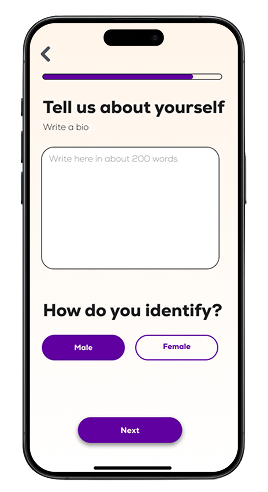 Tell us about yourself
Write a bio
Write here in about 200 words
How do you identify?
Male
Female
Next